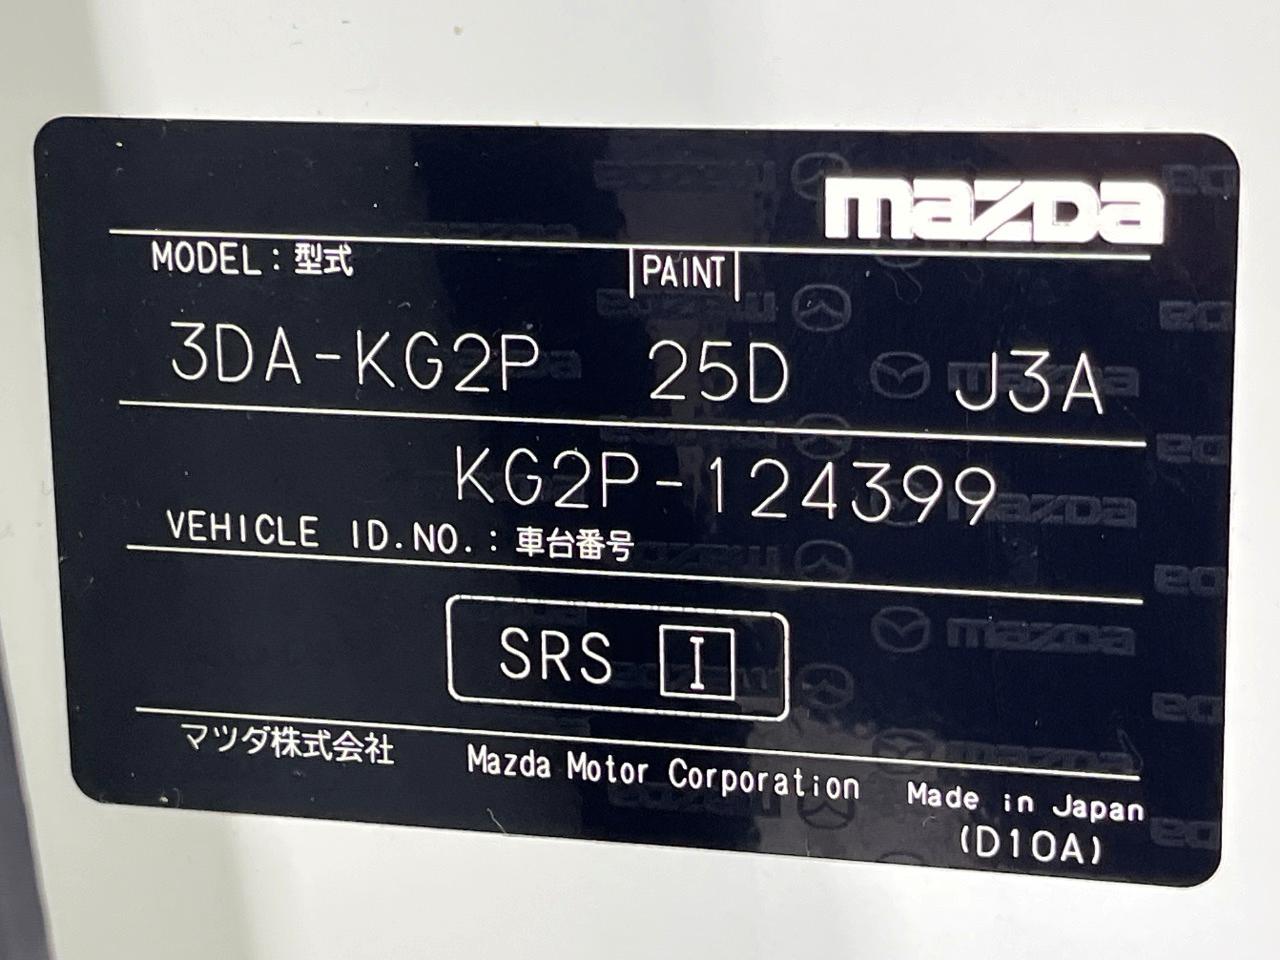 mazda
MODEL : 型式 PAINT
3DA-KG2P 25D J3A
KG2P-124399
VEHICLE ID.NO. : 車台番号
SRS I
マツダ株式会社 Mazda Motor Corporation Made in Japan
(D10A)